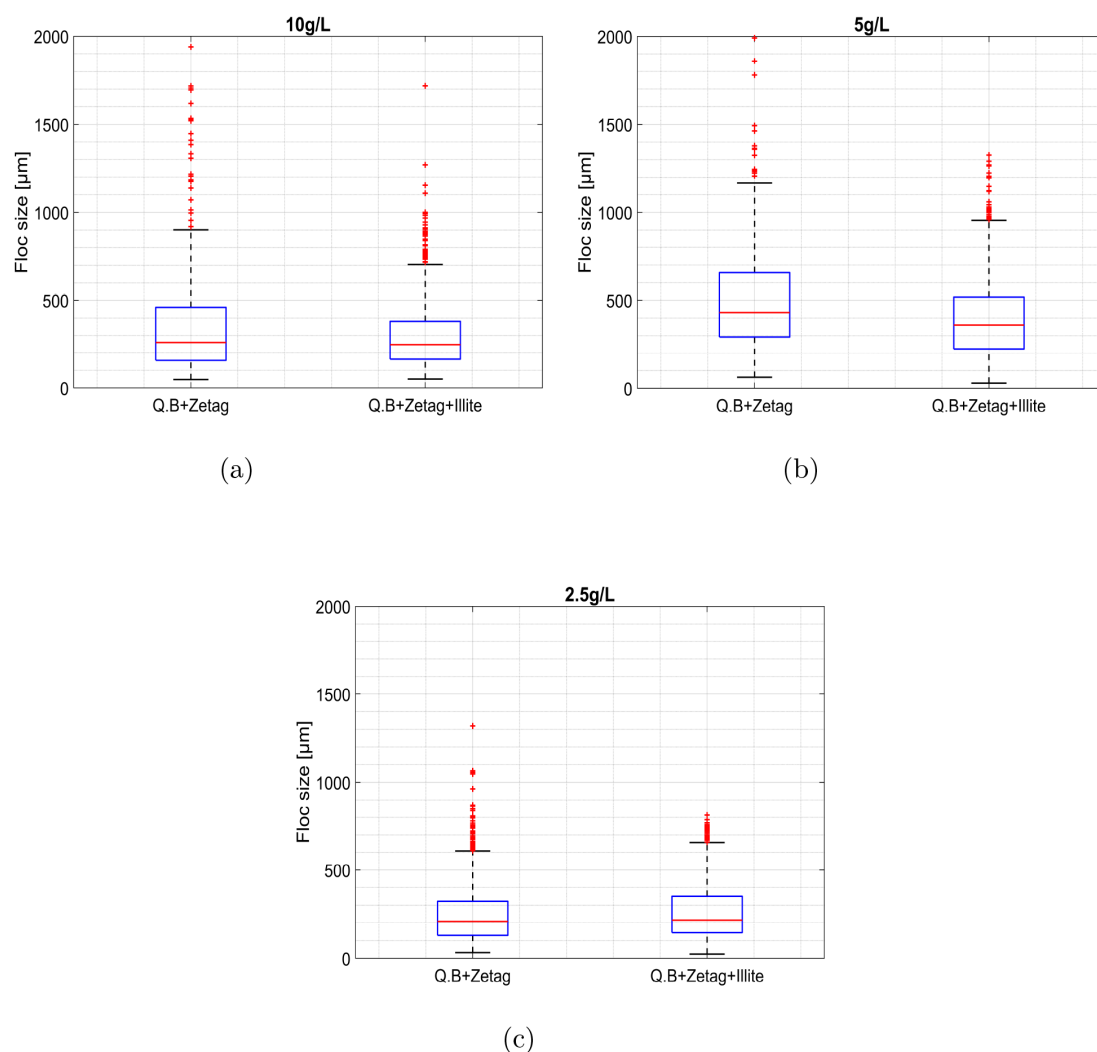 10g/L
2000
1500
1000
500
0
Floc size [µm]
Q.B+Zetag
Q.B+Zetag+Illite
(a)
5g/L
2000
1500
1000
500
0
Floc size [µm]
Q.B+Zetag
Q.B+Zetag+Illite
(b)
2.5g/L
2000
1500
1000
500
0
Floc size [µm]
Q.B+Zetag
Q.B+Zetag+Illite
(c)